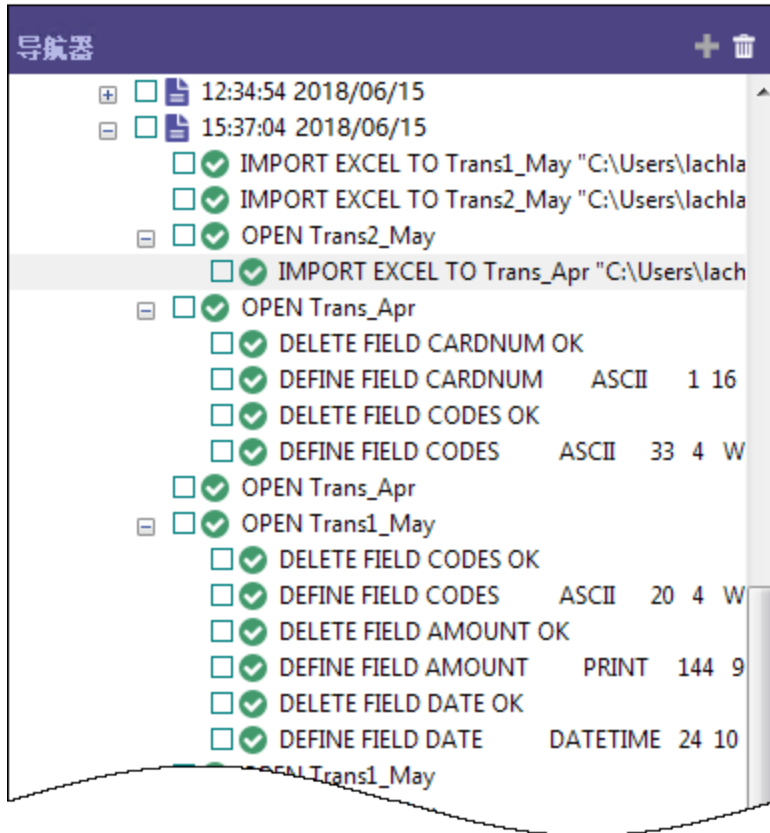 导航器
12:34:54 2018/06/15
15:37:04 2018/06/15
IMPORT EXCEL TO Trans1_May "C:\Users\lachla
IMPORT EXCEL TO Trans2_May "C:\Users\lachla
OPEN Trans2_May
IMPORT EXCEL TO Trans_Apr "C:\Users\lach
OPEN Trans_Apr
DELETE FIELD CARDNUM OK
DEFINE FIELD CARDNUM ASCII 1 16
DELETE FIELD CODES OK
DEFINE FIELD CODES ASCII 33 4 W
OPEN Trans_Apr
OPEN Trans1_May
DELETE FIELD CODES OK
DEFINE FIELD CODES ASCII 20 4 W
DELETE FIELD AMOUNT OK
DEFINE FIELD AMOUNT PRINT 144 9
DELETE FIELD DATE OK
DEFINE FIELD DATE DATETIME 24 10
OPEN Trans1_May